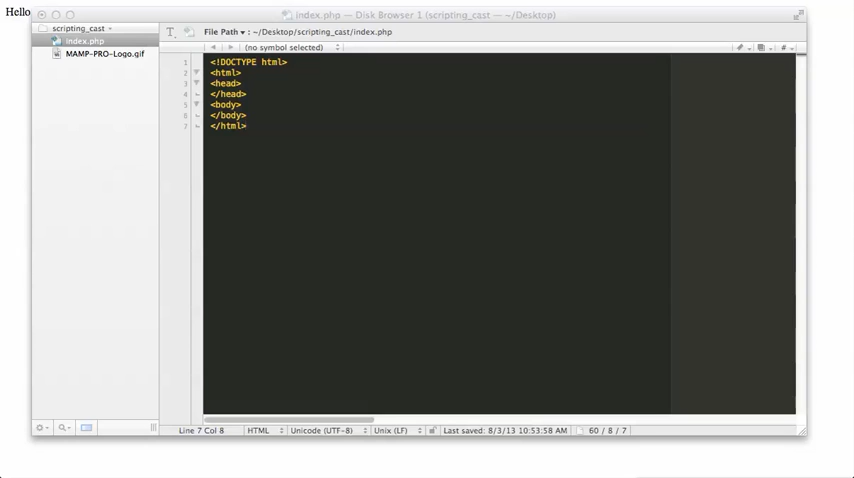 Hello
index.php — Disk Browser 1 (scripting_cast — ~/Desktop)
scripting_cast
index.php
MAMP-PRO-Logo.gif
File Path ▾ : ~/Desktop/scripting_cast/index.php
(no symbol selected)
1 <!DOCTYPE html>
2 <html>
3 <head>
4 </head>
5 <body>
6 </body>
7 </html>
Line 7 Col 8 HTML Unicode (UTF-8) Unix (LF) Last saved: 8/3/13 10:53:58 AM 60 / 8 / 7